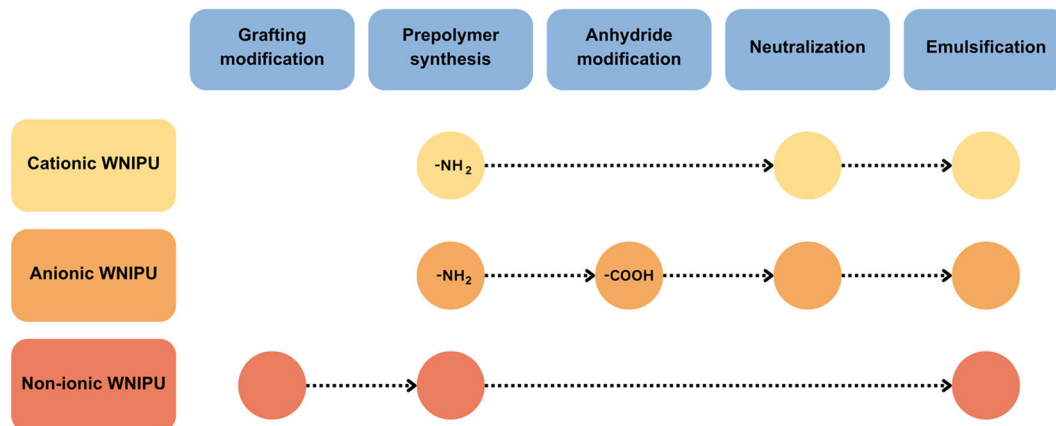 Grafting
modification
Prepolymer
synthesis
Anhydride
modification
Neutralization
Emulsification
Cationic WNIPU
-NH₂
Anionic WNIPU
-NH₂
-COOH
Non-ionic WNIPU